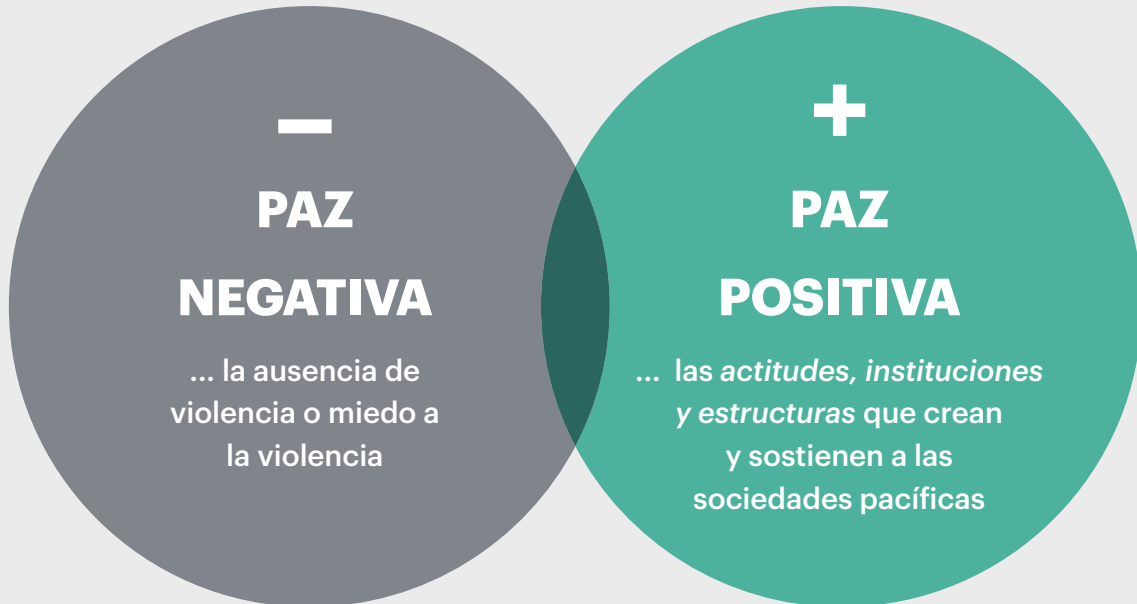 –
PAZ
NEGATIVA
... la ausencia de
violencia o miedo a
la violencia
+
PAZ
POSITIVA
... las actitudes, instituciones
y estructuras que crean
y sostienen a las
sociedades pacíficas